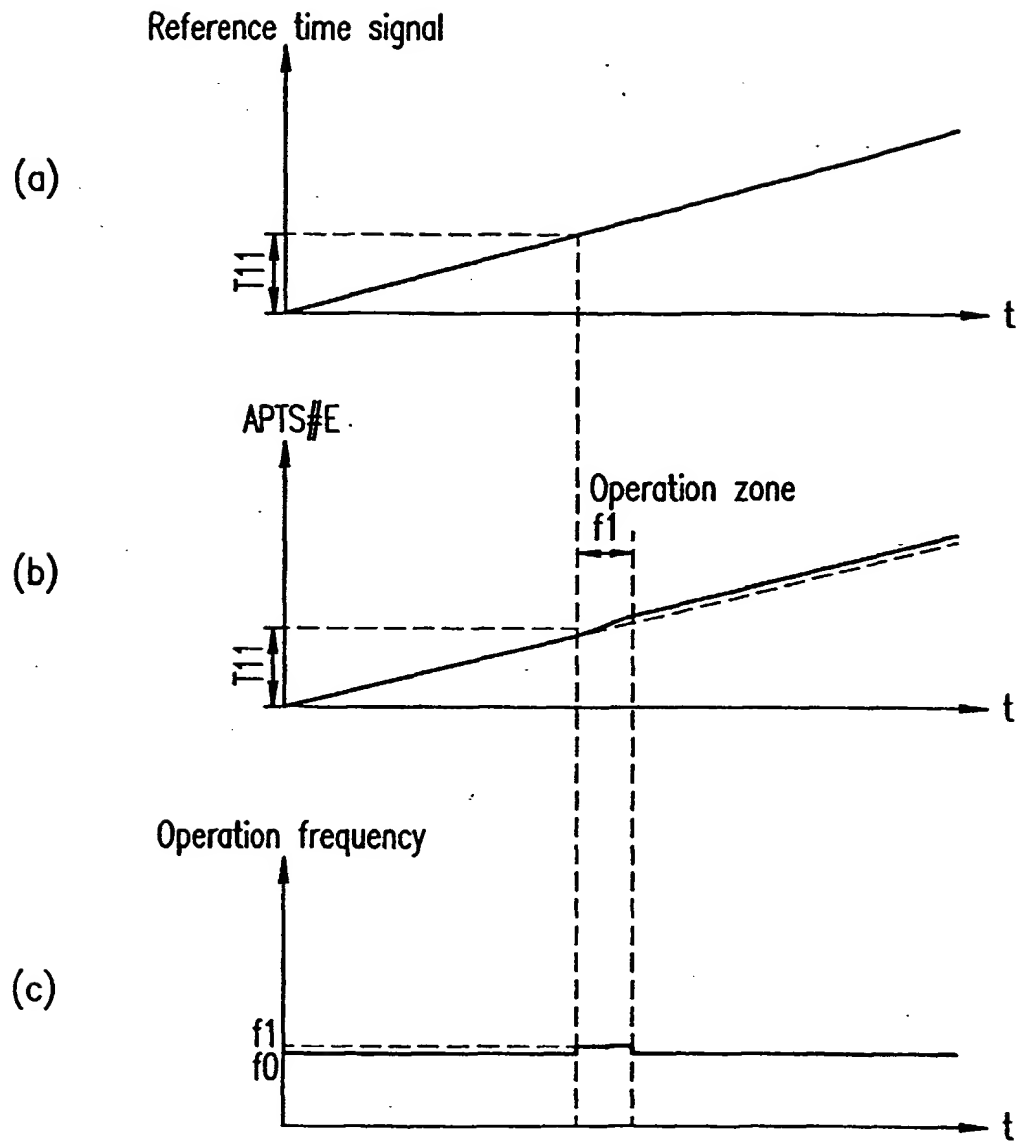 Reference time signal
(a)
T11
t
APTS#E
Operation zone
f1
(b)
T11
t
Operation frequency
(c)
f1
f0
t